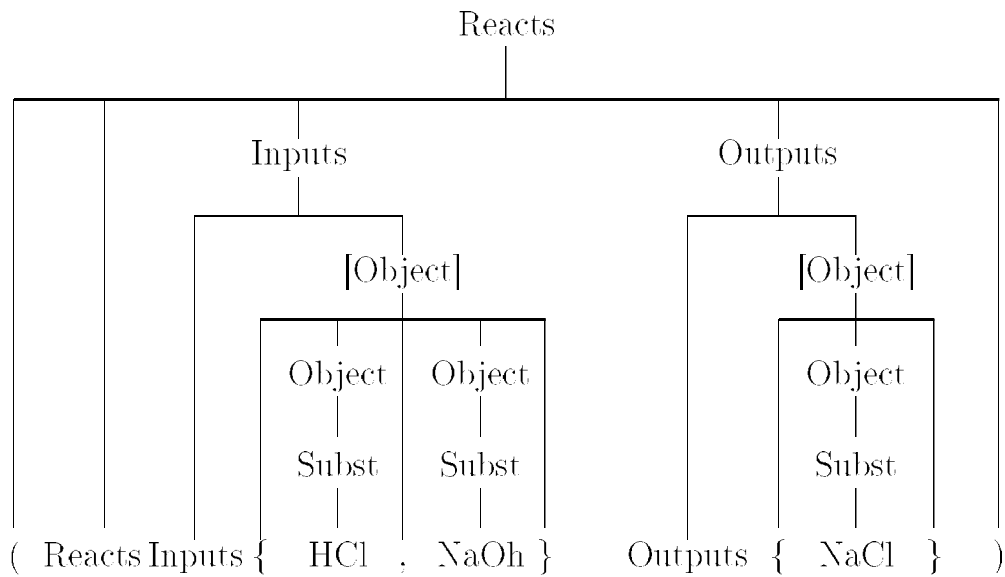 Reacts
Inputs Outputs
[Object] [Object]
Object Object Object
Subst Subst Subst
( Reacts Inputs { HCl , NaOh } Outputs { NaCl } )